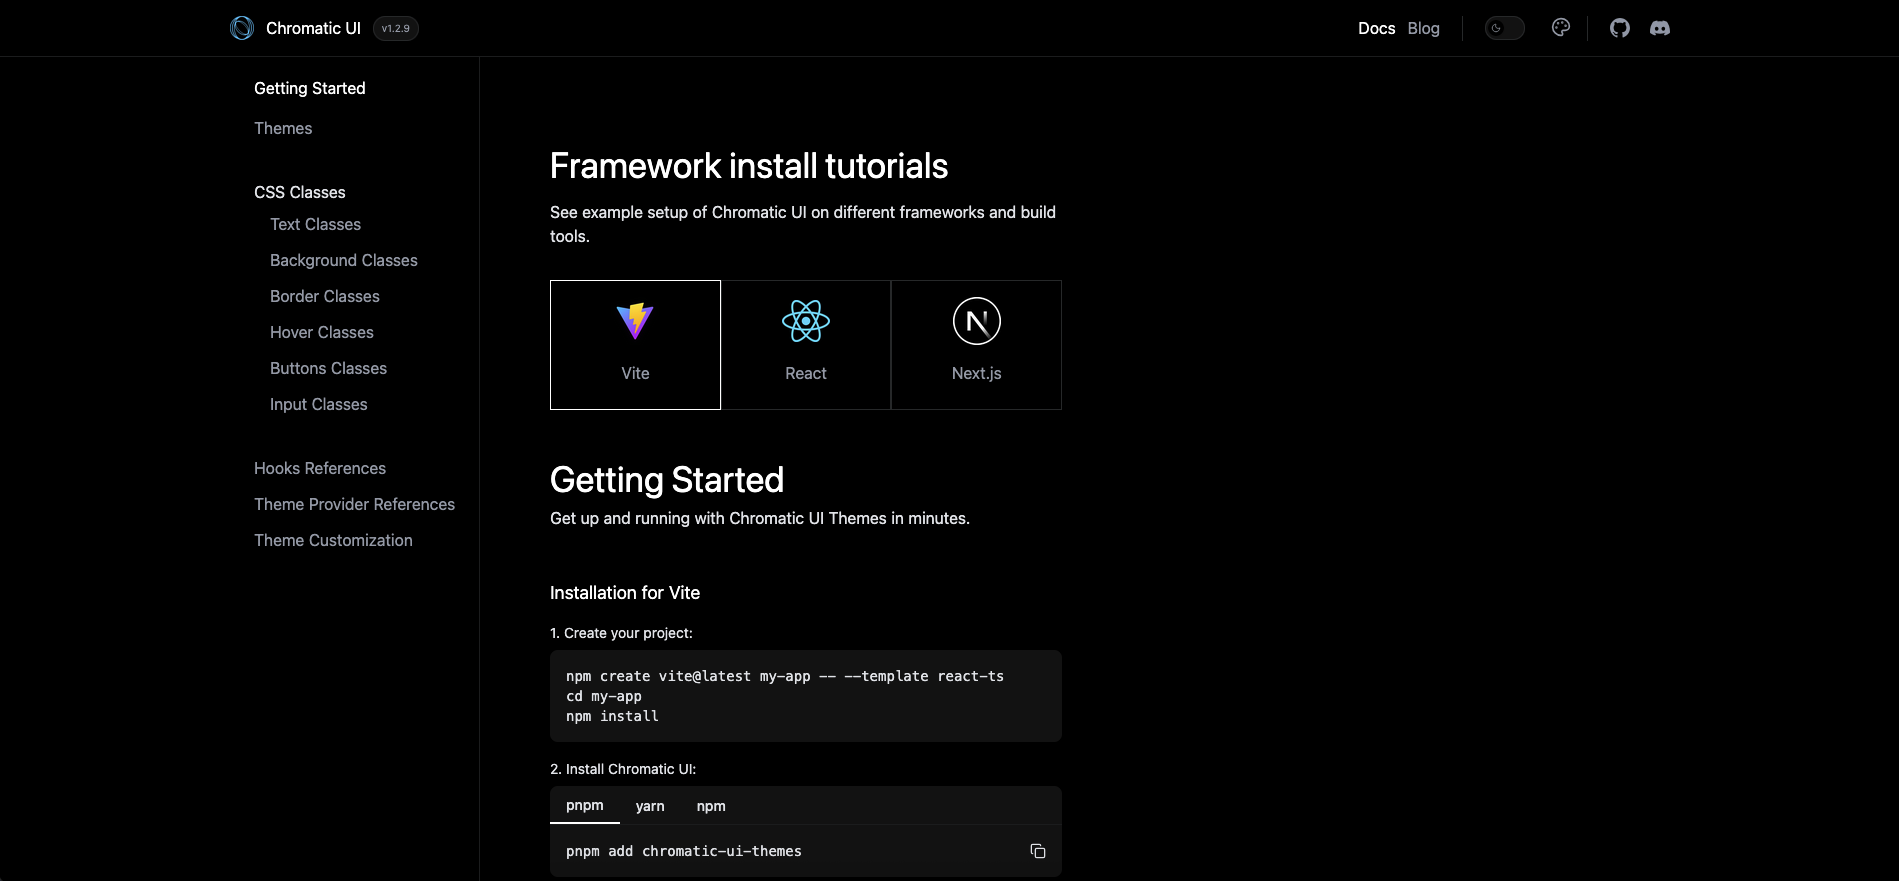 Chromatic UI v1.2.9
Docs Blog
Getting Started
Themes
CSS Classes
Text Classes
Background Classes
Border Classes
Hover Classes
Buttons Classes
Input Classes
Hooks References
Theme Provider References
Theme Customization
Framework install tutorials
See example setup of Chromatic UI on different frameworks and build
tools.
Vite
React
Next.js
Getting Started
Get up and running with Chromatic UI Themes in minutes.
Installation for Vite
1. Create your project:
npm create vite@latest my-app -- --template react-ts
cd my-app
npm install
2. Install Chromatic UI:
pnpm yarn npm
pnpm add chromatic-ui-themes